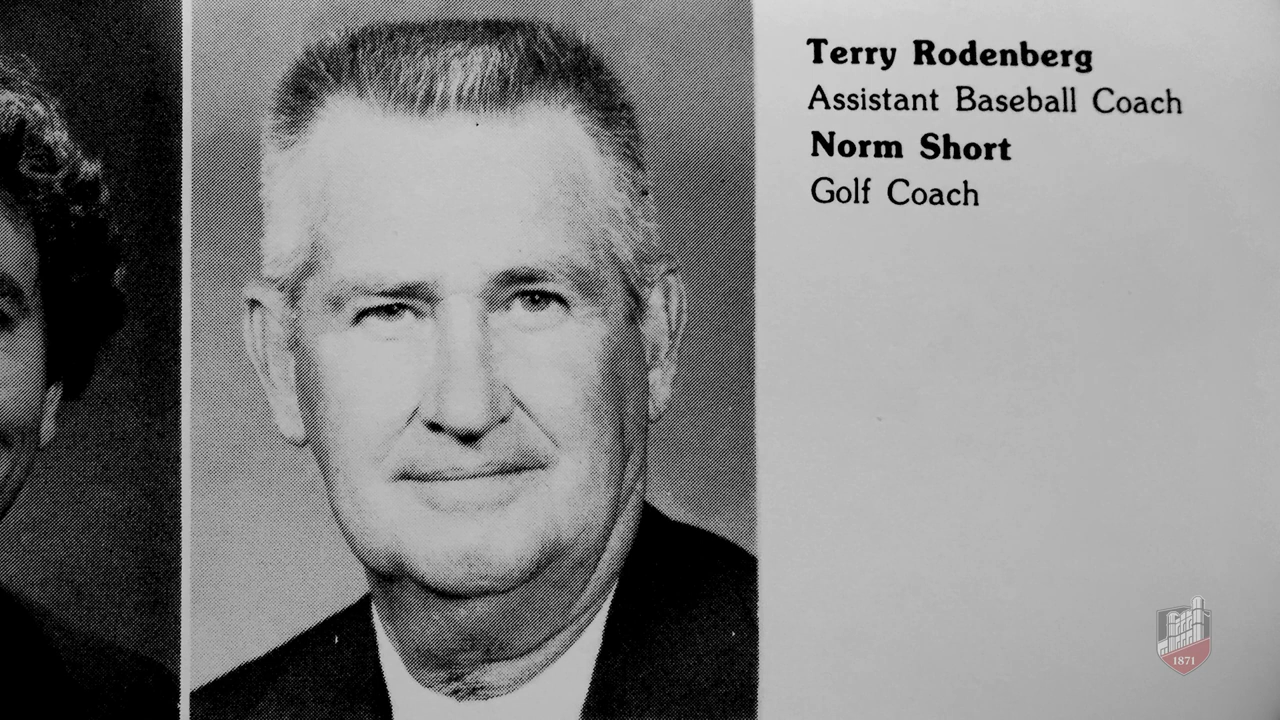 Terry Rodenberg
Assistant Baseball Coach
Norm Short
Golf Coach
1871